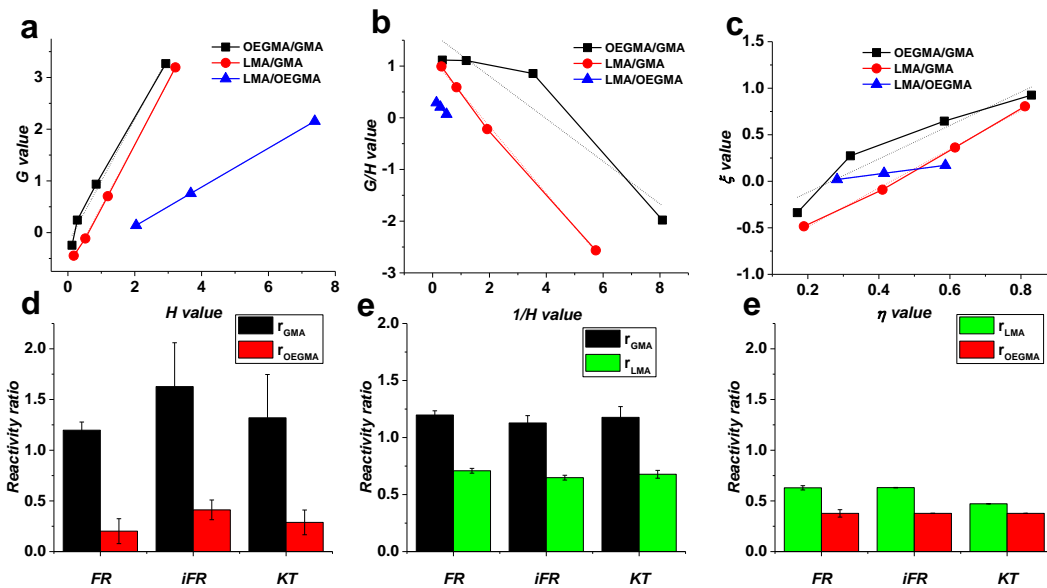 a
G value
3
2
1
0
0 2 4 6 8
H value
OEGMA/GMA
LMA/GMA
LMA/OEGMA
b
G/H value
1
0
-1
-2
-3
0 2 4 6 8
1/H value
OEGMA/GMA
LMA/GMA
LMA/OEGMA
c
ξ value
1.5
1.0
0.5
0.0
-0.5
-1.0
0.2 0.4 0.6 0.8
η value
OEGMA/GMA
LMA/GMA
LMA/OEGMA
d
Reactivity ratio
2.0
1.5
1.0
0.5
0.0
FR iFR KT
rGMA
rOEGMA
e
Reactivity ratio
2.0
1.5
1.0
0.5
0.0
FR iFR KT
rGMA
rLMA
e
Reactivity ratio
2.0
1.5
1.0
0.5
0.0
FR iFR KT
rLMA
rOEGMA